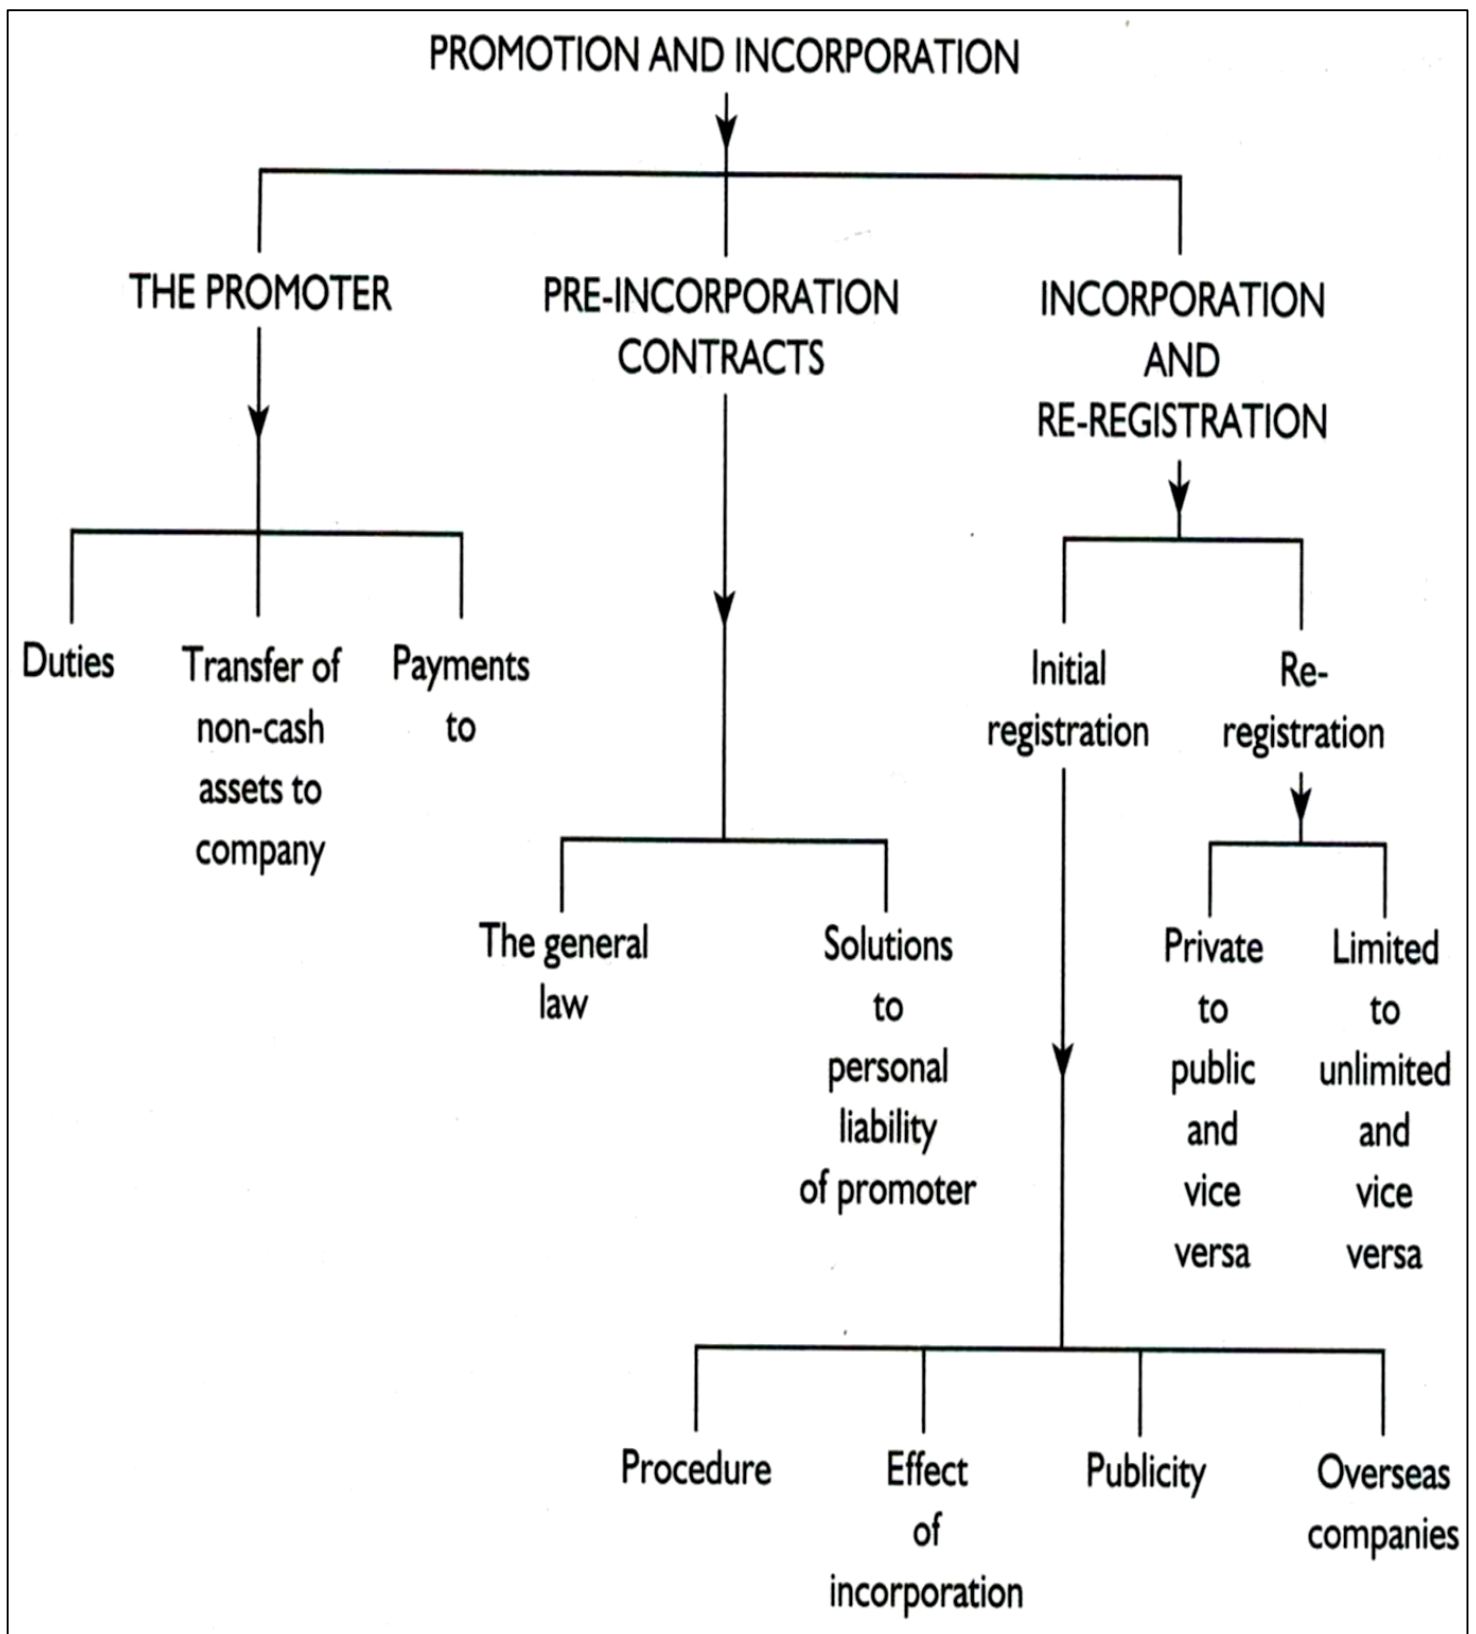 PROMOTION AND INCORPORATION
THE PROMOTER
PRE-INCORPORATION
CONTRACTS
INCORPORATION
AND
RE-REGISTRATION
Duties
Transfer of
non-cash
assets to
company
Payments
to
Initial
registration
Re-
registration
The general
law
Solutions
to
personal
liability
of promoter
Private
to
public
and
vice
versa
Limited
to
unlimited
and
vice
versa
Procedure
Effect
of
incorporation
Publicity
Overseas
companies